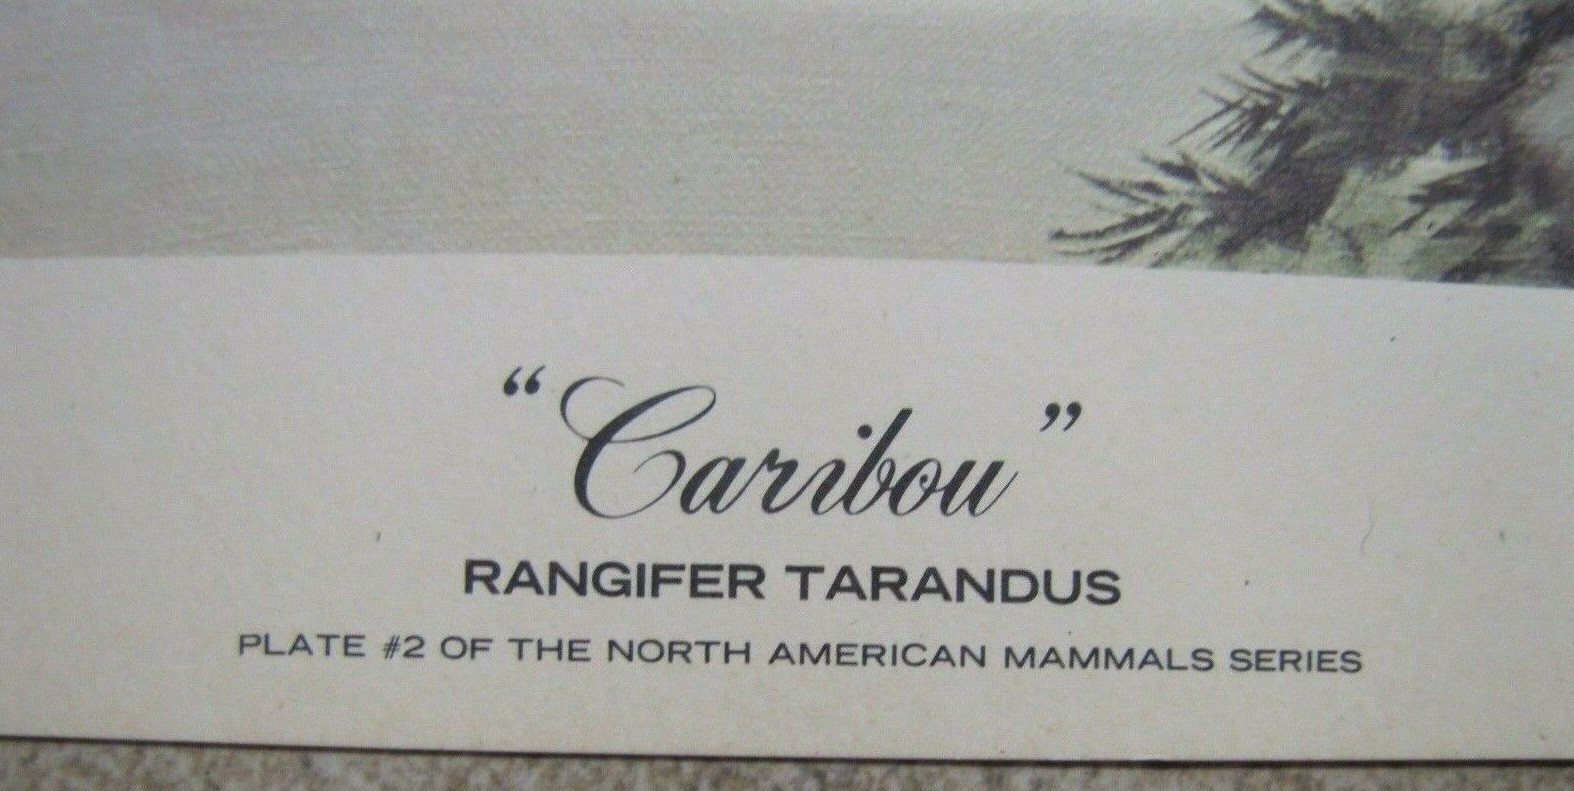 “Caribou”
RANGIFER TARANDUS
PLATE #2 OF THE NORTH AMERICAN MAMMALS SERIES